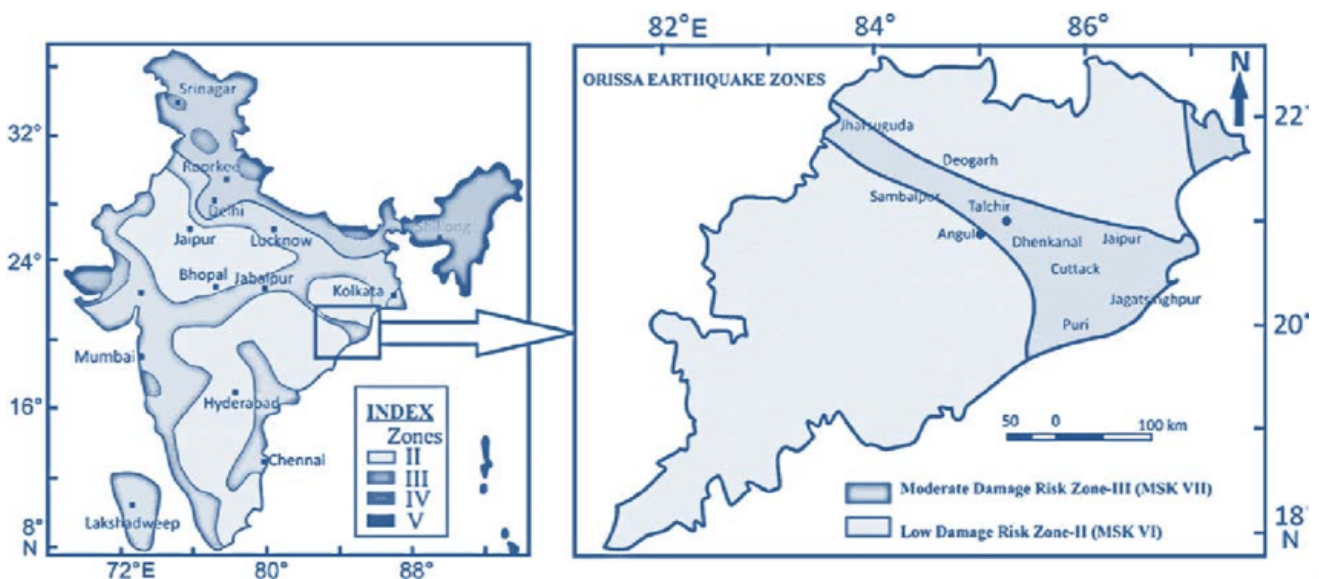 Srinagar
32°
Roorkee
Delhi
Shillong
Jaipur
Lucknow
24°
Bhopal
Jabalpur
Kolkata
Mumbai
Hyderabad
16°
INDEX
Zones
II
III
IV
V
Chennai
Lakshadweep
8°
N
72°E
80°
88°
82°E
84°
86°
ORISSA EARTHQUAKE ZONES
N
22°
Jharsuguda
Deogarh
Sambalpur
Talchir
Angul
Dhenkanal
Jaipur
Cuttack
Jagatsinghpur
Puri
20°
50 0 100 km
Moderate Damage Risk Zone-III (MSK VII)
Low Damage Risk Zone-II (MSK VI)
18°
N